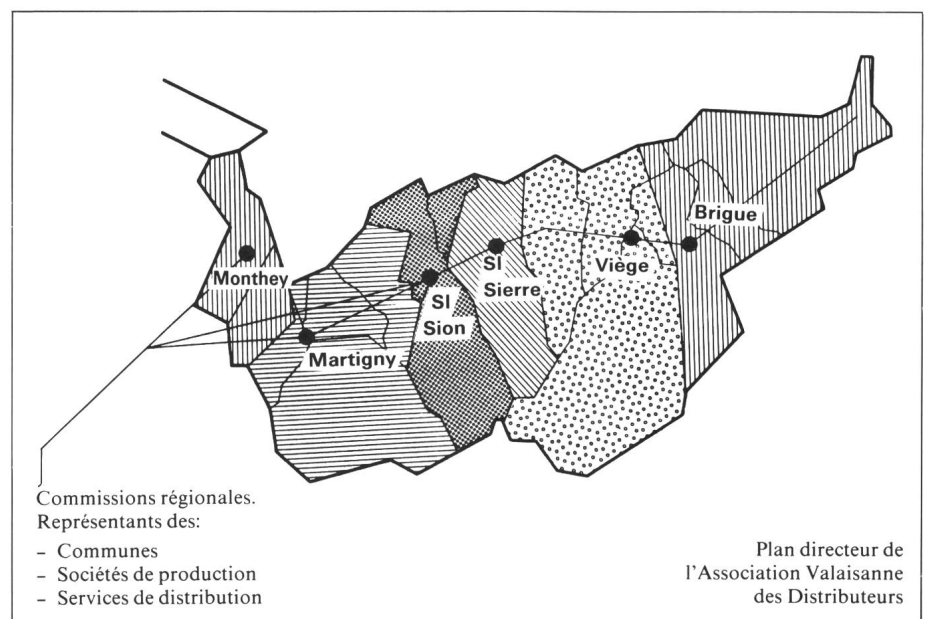 Brigue
Monthey
SI
Sierre
Viège
SI
Sion
Martigny
Commissions régionales.
Représentants des:
– Communes
– Sociétés de production
– Services de distribution
Plan directeur de
l'Association Valaisanne
des Distributeurs